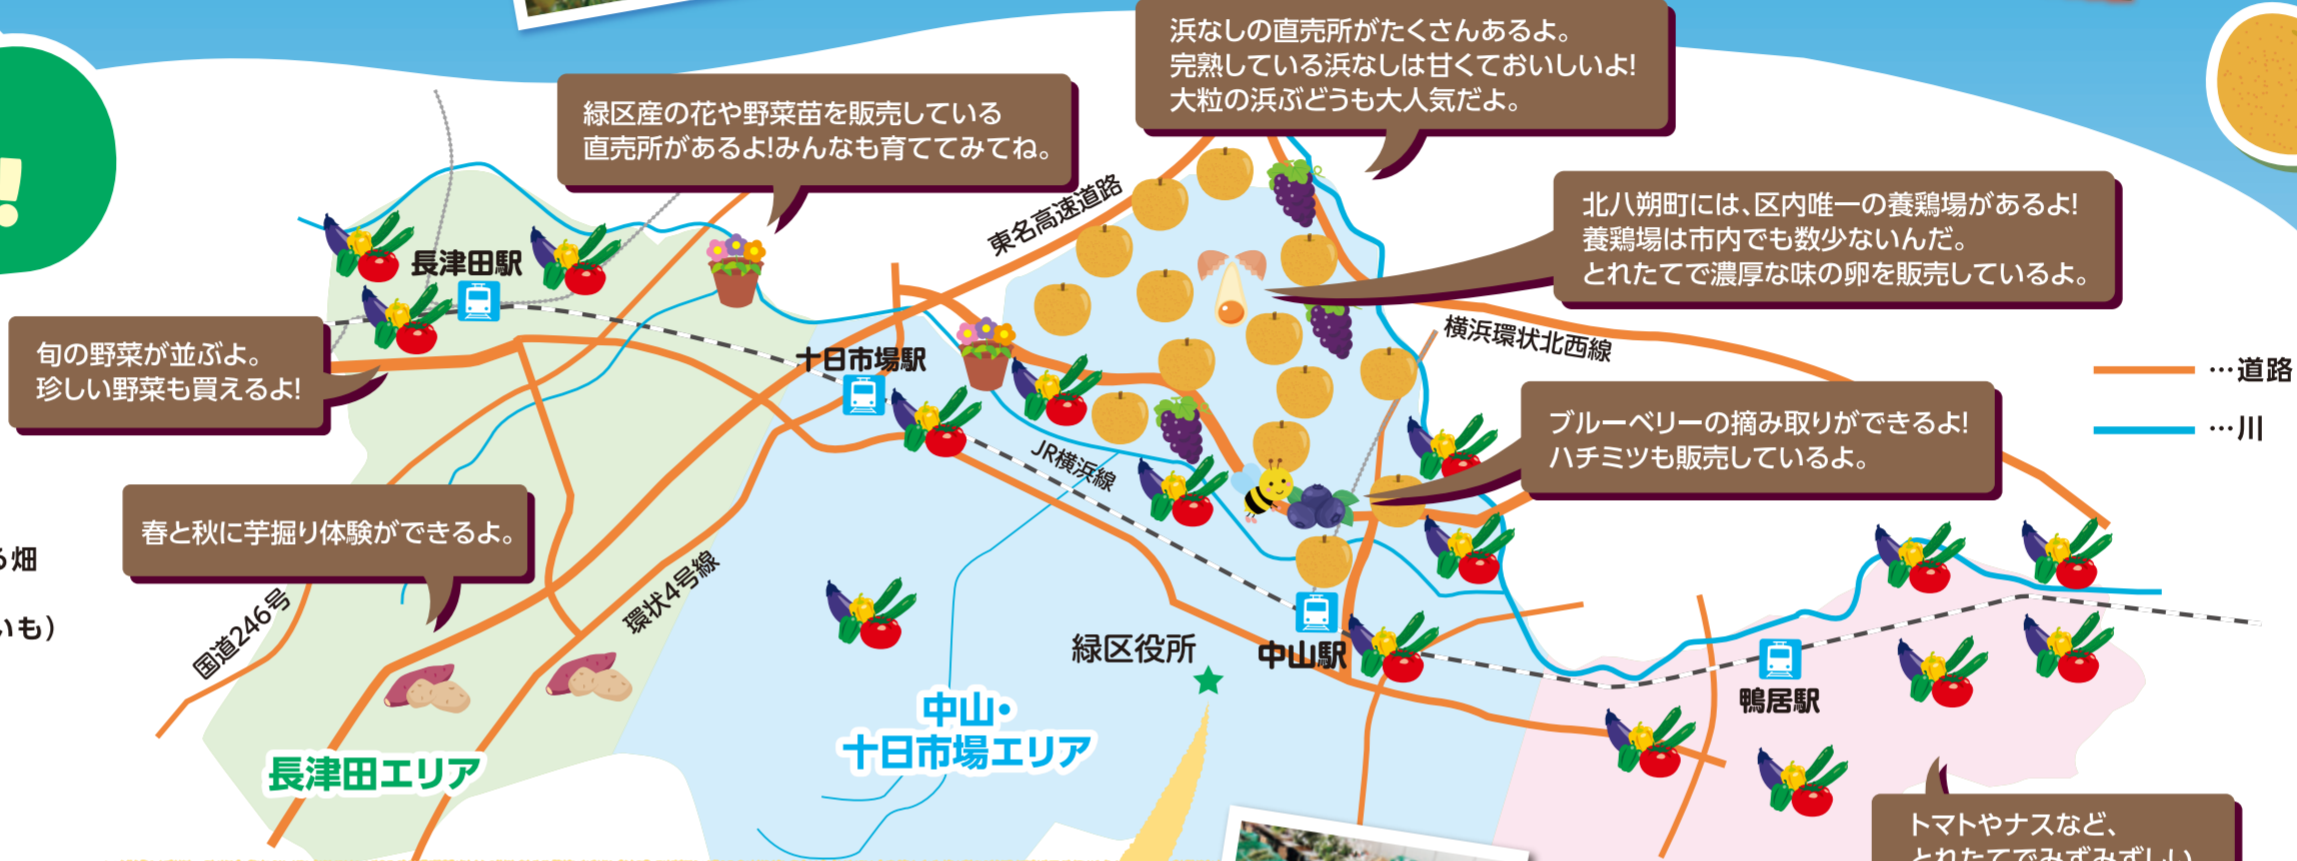 浜なしの直売所がたくさんあるよ。
完熟している浜なしは甘くておいしいよ!
大粒の浜ぶどうも大人気だよ。
緑区産の花や野菜苗を販売している
直売所があるよ!みんなも育ててみてね。
!
東名高速道路
北八朔町には、区内唯一の養鶏場があるよ!
養鶏場は市内でも数少ないんだ。
とれたてで濃厚な味の卵を販売しているよ。
長津田駅
横浜環状北西線
旬の野菜が並ぶよ。
珍しい野菜も買えるよ!
十日市場駅
…道路
…川
ブルーベリーの摘み取りができるよ!
ハチミツも販売しているよ。
JR横浜線
春と秋に芋掘り体験ができるよ。
畑
いも)
国道246号
環状4号線
緑区役所
中山駅
鴨居駅
中山・
十日市場エリア
長津田エリア
トマトやナスなど、
とれたてでみずみずしい